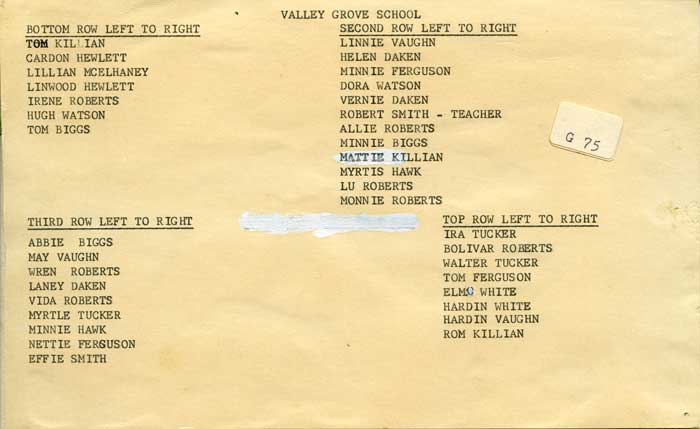 VALLEY GROVE SCHOOL
BOTTOM ROW LEFT TO RIGHT
TOM KILLIAN
CARDON HEWLETT
LILLIAN MCELHANEY
LINWOOD HEWLETT
IRENE ROBERTS
HUGH WATSON
TOM BIGGS
SECOND ROW LEFT TO RIGHT
LINNIE VAUGHN
HELEN DAKEN
MINNIE FERGUSON
DORA WATSON
VERNIE DAKEN
ROBERT SMITH - TEACHER
ALLIE ROBERTS
MINNIE BIGGS
MATTIE KILLIAN
MYRTIS HAWK
LU ROBERTS
MONNIE ROBERTS
G 75
THIRD ROW LEFT TO RIGHT
ABBIE BIGGS
MAY VAUGHN
WREN ROBERTS
LANEY DAKEN
VIDA ROBERTS
MYRTLE TUCKER
MINNIE HAWK
NETTIE FERGUSON
EFFIE SMITH
TOP ROW LEFT TO RIGHT
IRA TUCKER
BOLIVAR ROBERTS
WALTER TUCKER
TOM FERGUSON
WHITE
HARDIN WHITE
HARDIN VAUGHN
ROM KILLIAN